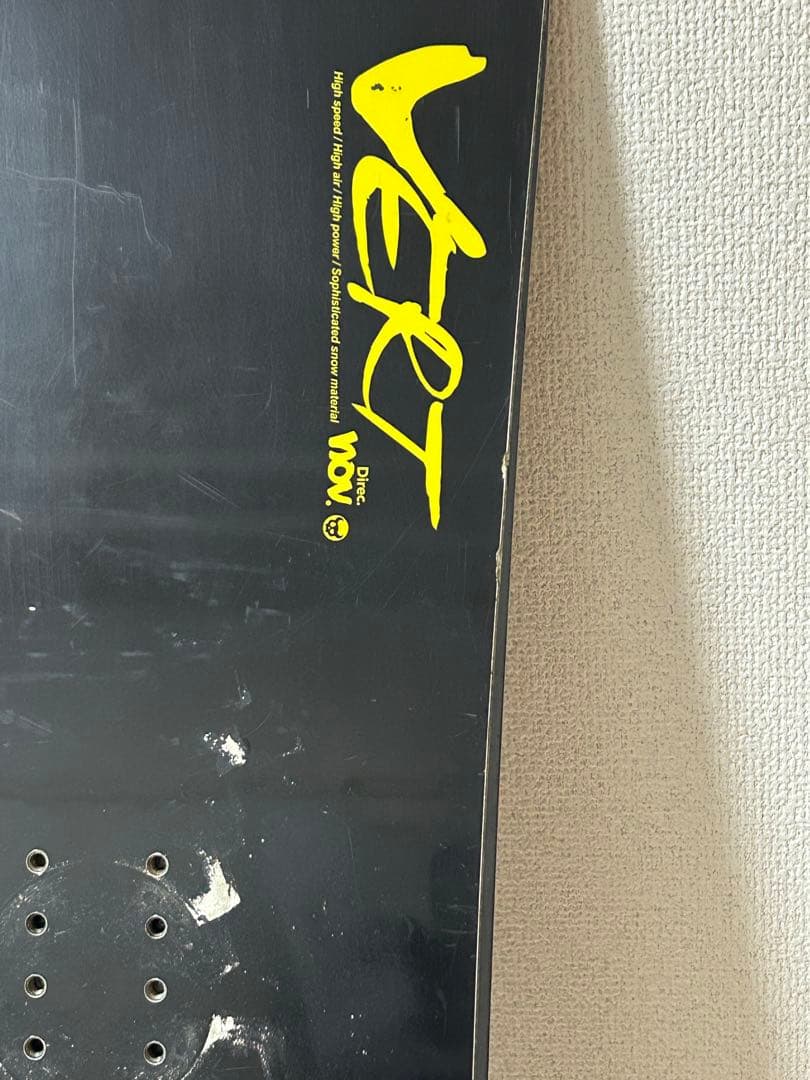 VERT
High speed / High air / High power / Sophisticated snow material
Direc.
nov.